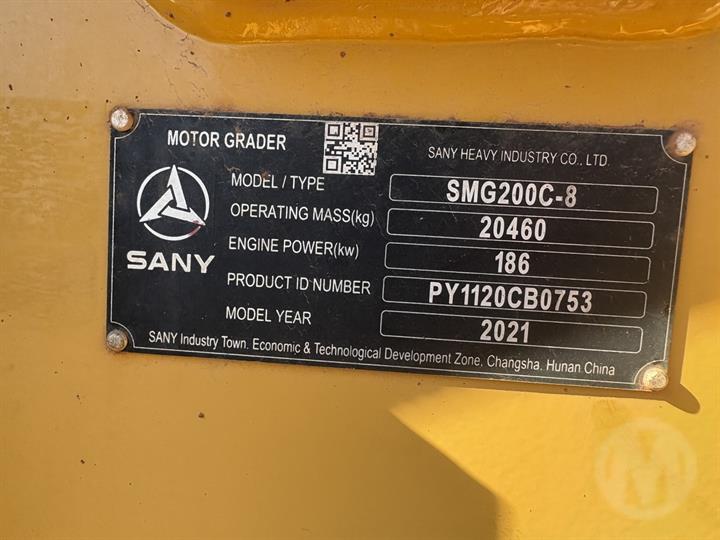 MOTOR GRADER
SANY HEAVY INDUSTRY CO., LTD.
SANY
MODEL / TYPE SMG200C-8
OPERATING MASS(kg) 20460
ENGINE POWER(kw) 186
PRODUCT ID NUMBER PY1120CB0753
MODEL YEAR 2021
SANY Industry Town. Economic & Technological Development Zone, Changsha, Hunan China
M